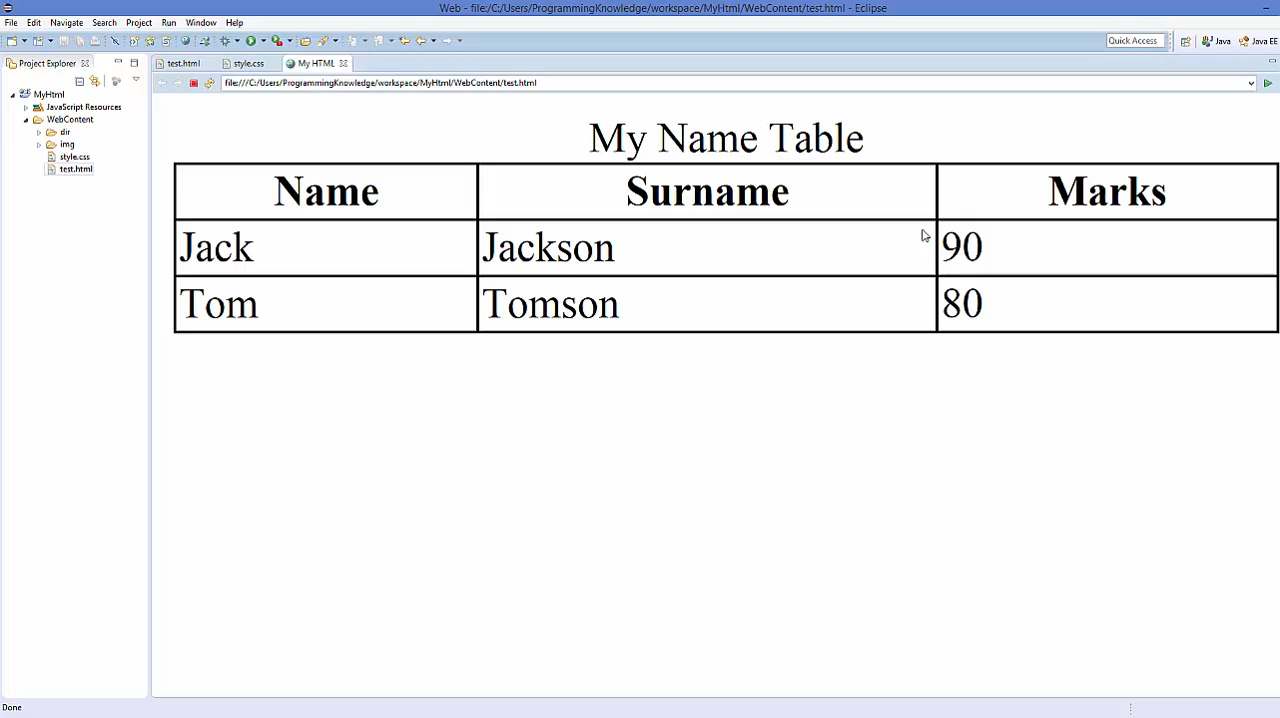 Web - file:/C:/Users/ProgrammingKnowledge/workspace/MyHtml/WebContent/test.html - Eclipse
File Edit Navigate Search Project Run Window Help
Quick Access
Java
Java EE
Project Explorer
test.html
style.css
My HTML
file:///C:/Users/ProgrammingKnowledge/workspace/MyHtml/WebContent/test.html
MyHtml
JavaScript Resources
WebContent
dir
img
style.css
test.html
My Name Table
Name Surname Marks
Jack Jackson 90
Tom Tomson 80
Done